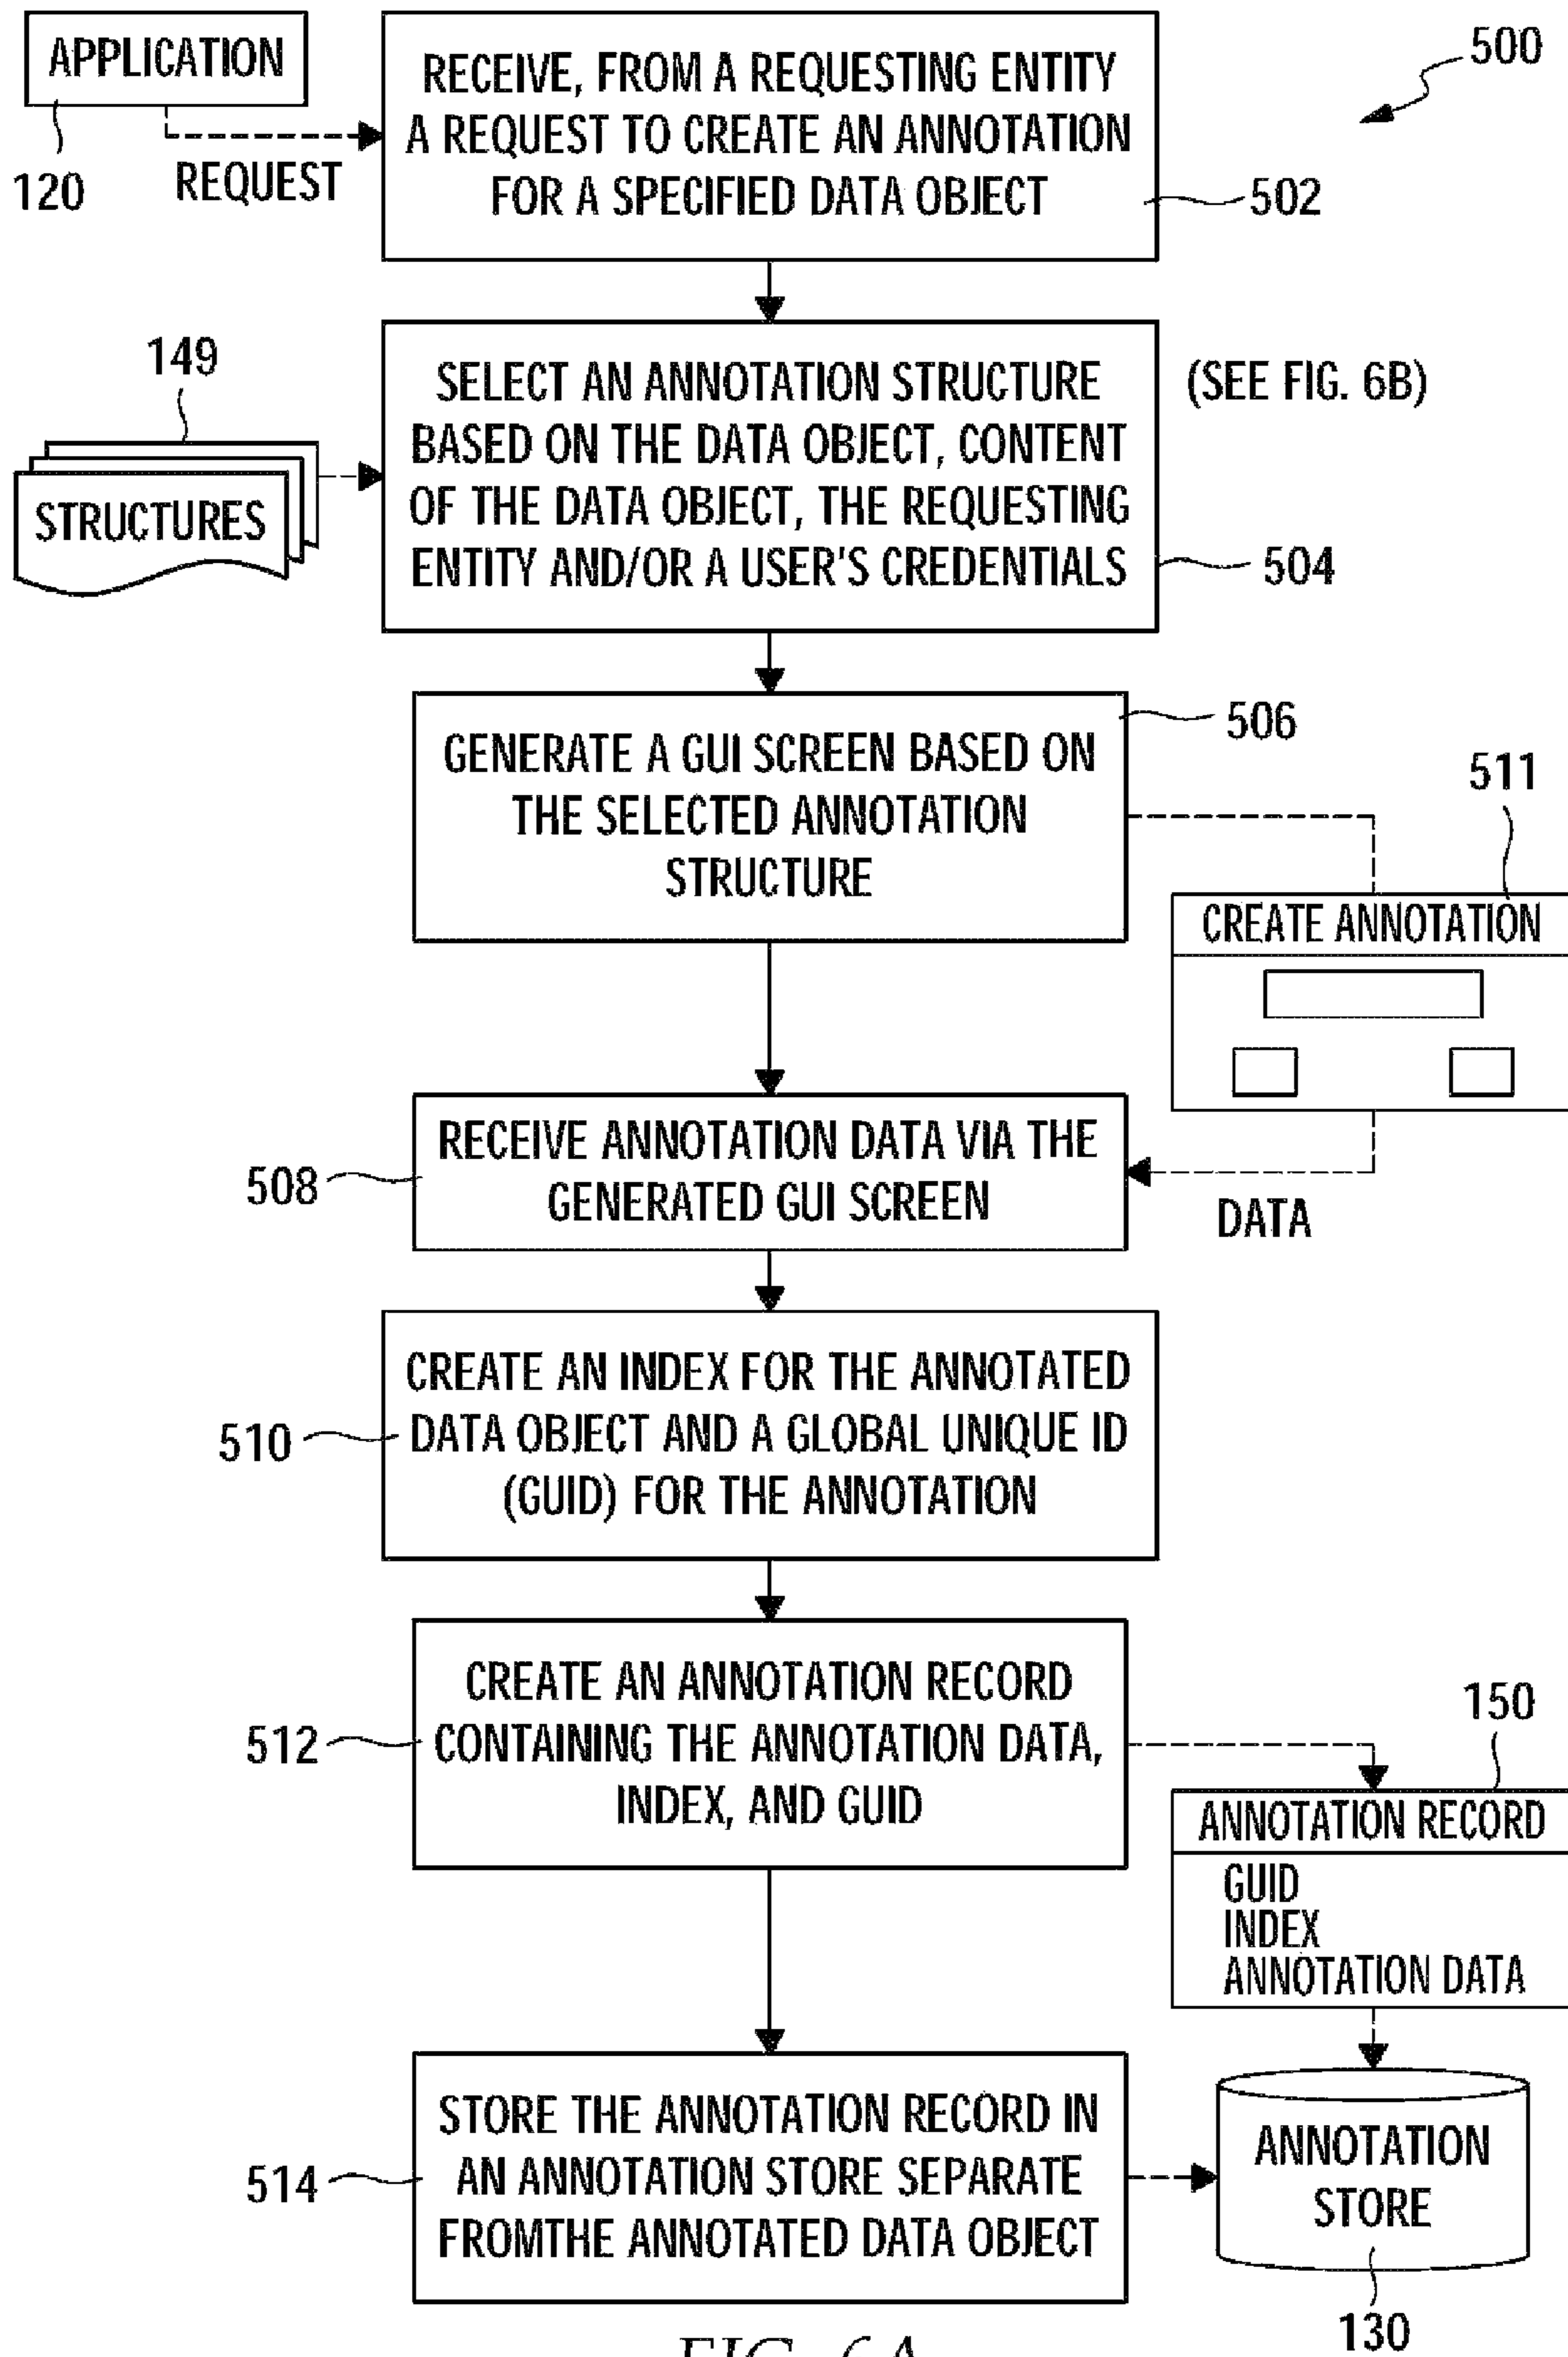 APPLICATION
120
REQUEST
RECEIVE, FROM A REQUESTING ENTITY
A REQUEST TO CREATE AN ANNOTATION
FOR A SPECIFIED DATA OBJECT
502
500
149
STRUCTURES
SELECT AN ANNOTATION STRUCTURE
BASED ON THE DATA OBJECT, CONTENT
OF THE DATA OBJECT, THE REQUESTING
ENTITY AND/OR A USER'S CREDENTIALS
(SEE FIG. 6B)
504
GENERATE A GUI SCREEN BASED ON
THE SELECTED ANNOTATION
STRUCTURE
506
511
CREATE ANNOTATION
508
RECEIVE ANNOTATION DATA VIA THE
GENERATED GUI SCREEN
DATA
510
CREATE AN INDEX FOR THE ANNOTATED
DATA OBJECT AND A GLOBAL UNIQUE ID
(GUID) FOR THE ANNOTATION
512
CREATE AN ANNOTATION RECORD
CONTAINING THE ANNOTATION DATA,
INDEX, AND GUID
150
ANNOTATION RECORD
GUID
INDEX
ANNOTATION DATA
514
STORE THE ANNOTATION RECORD IN
AN ANNOTATION STORE SEPARATE
FROMTHE ANNOTATED DATA OBJECT
ANNOTATION
STORE
130
FIG. 6A